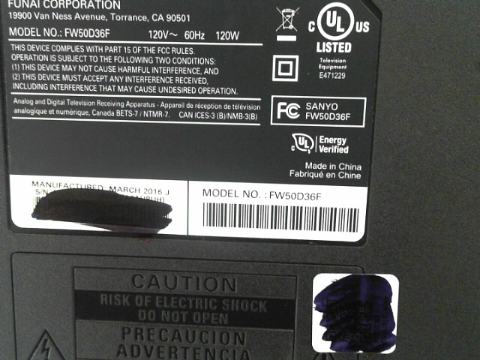 FUNAI CORPORATION
19900 Van Ness Avenue, Torrance, CA 90501
MODEL NO.: FW50D36F 120V~ 60Hz 120W
THIS DEVICE COMPLIES WITH PART 15 OF THE FCC RULES.
OPERATION IS SUBJECT TO THE FOLLOWING TWO CONDITIONS:
(1) THIS DEVICE MAY NOT CAUSE HARMFUL INTERFERENCE, AND
(2) THIS DEVICE MUST ACCEPT ANY INTERFERENCE RECEIVED,
INCLUDING INTERFERENCE THAT MAY CAUSE UNDESIRED OPERATION.
Analog and Digital Television Receiving Apparatus - Appareil de réception de télévision
analogique et numérique, Canada BETS-7 / NTMR-7. CAN ICES-3 (B)/NMB-3(B)
C UL US
LISTED
Television
Equipment
E471229
FC SANYO
FW50D36F
UL Energy
Verified
Made in China
Fabriqué en Chine
MANUFACTURED MARCH 2016 J
S/N
MODEL NO. : FW50D36F
CAUTION
RISK OF ELECTRIC SHOCK
DO NOT OPEN
PRECAUCION
ADVERTENCIA